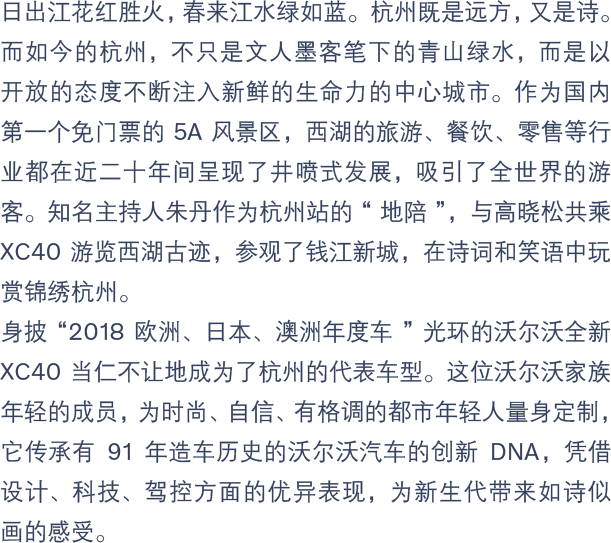 日出江花红胜火，春来江水绿如蓝。杭州既是远方，又是诗。
而如今的杭州，不只是文人墨客笔下的青山绿水，而是以
开放的态度不断注入新鲜的生命力的中心城市。作为国内
第一个免门票的 5A 风景区，西湖的旅游、餐饮、零售等行
业都在近二十年间呈现了井喷式发展，吸引了全世界的游
客。知名主持人朱丹作为杭州站的 “ 地陪 ”，与高晓松共乘
XC40 游览西湖古迹，参观了钱江新城，在诗词和笑语中玩
赏锦绣杭州。
身披 “2018 欧洲、日本、澳洲年度车 ” 光环的沃尔沃全新
XC40 当仁不让地成为了杭州的代表车型。这位沃尔沃家族
年轻的成员，为时尚、自信、有格调的都市年轻人量身定制，
它传承有 91 年造车历史的沃尔沃汽车的创新 DNA，凭借
设计、科技、驾控方面的优异表现，为新生代带来如诗似
画的感受。